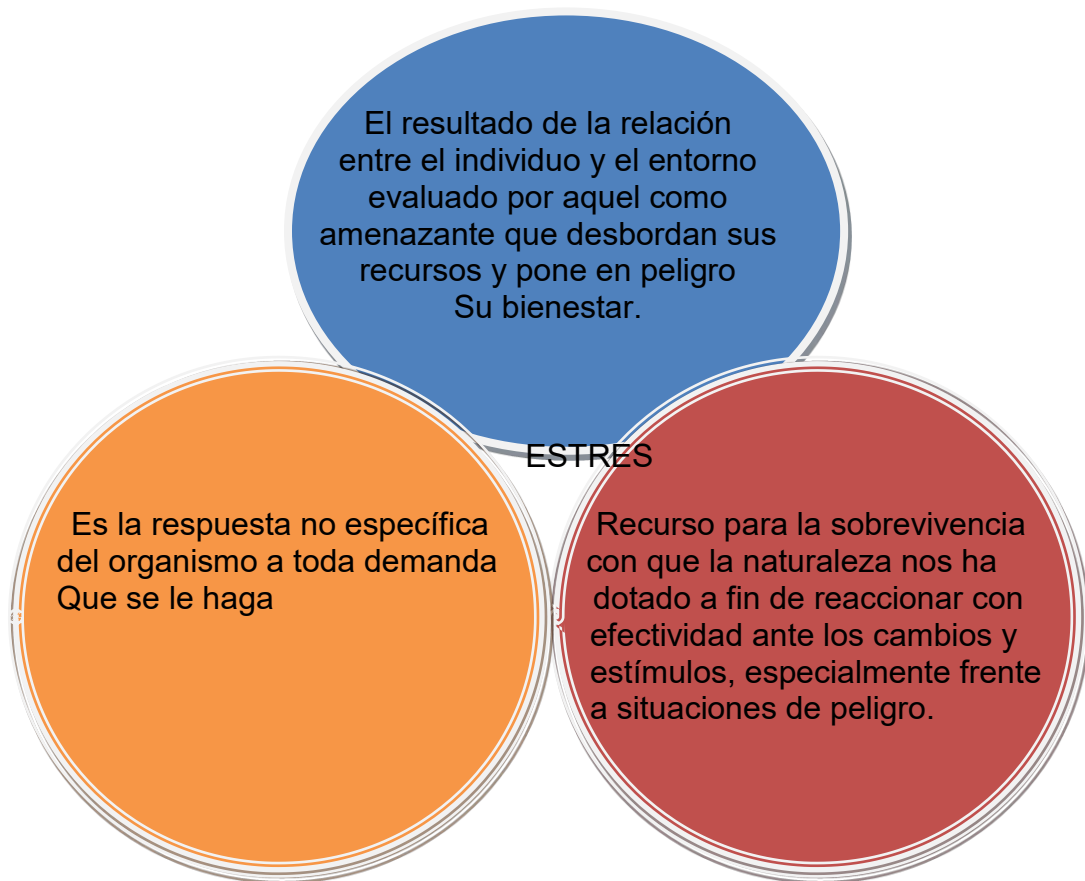 El resultado de la relación
entre el individuo y el entorno
evaluado por aquel como
amenazante que desbordan sus
recursos y pone en peligro
Su bienestar.
ESTRES
Es la respuesta no específica
del organismo a toda demanda
Que se le haga
Recurso para la sobrevivencia
con que la naturaleza nos ha
dotado a fin de reaccionar con
efectividad ante los cambios y
estímulos, especialmente frente
a situaciones de peligro.